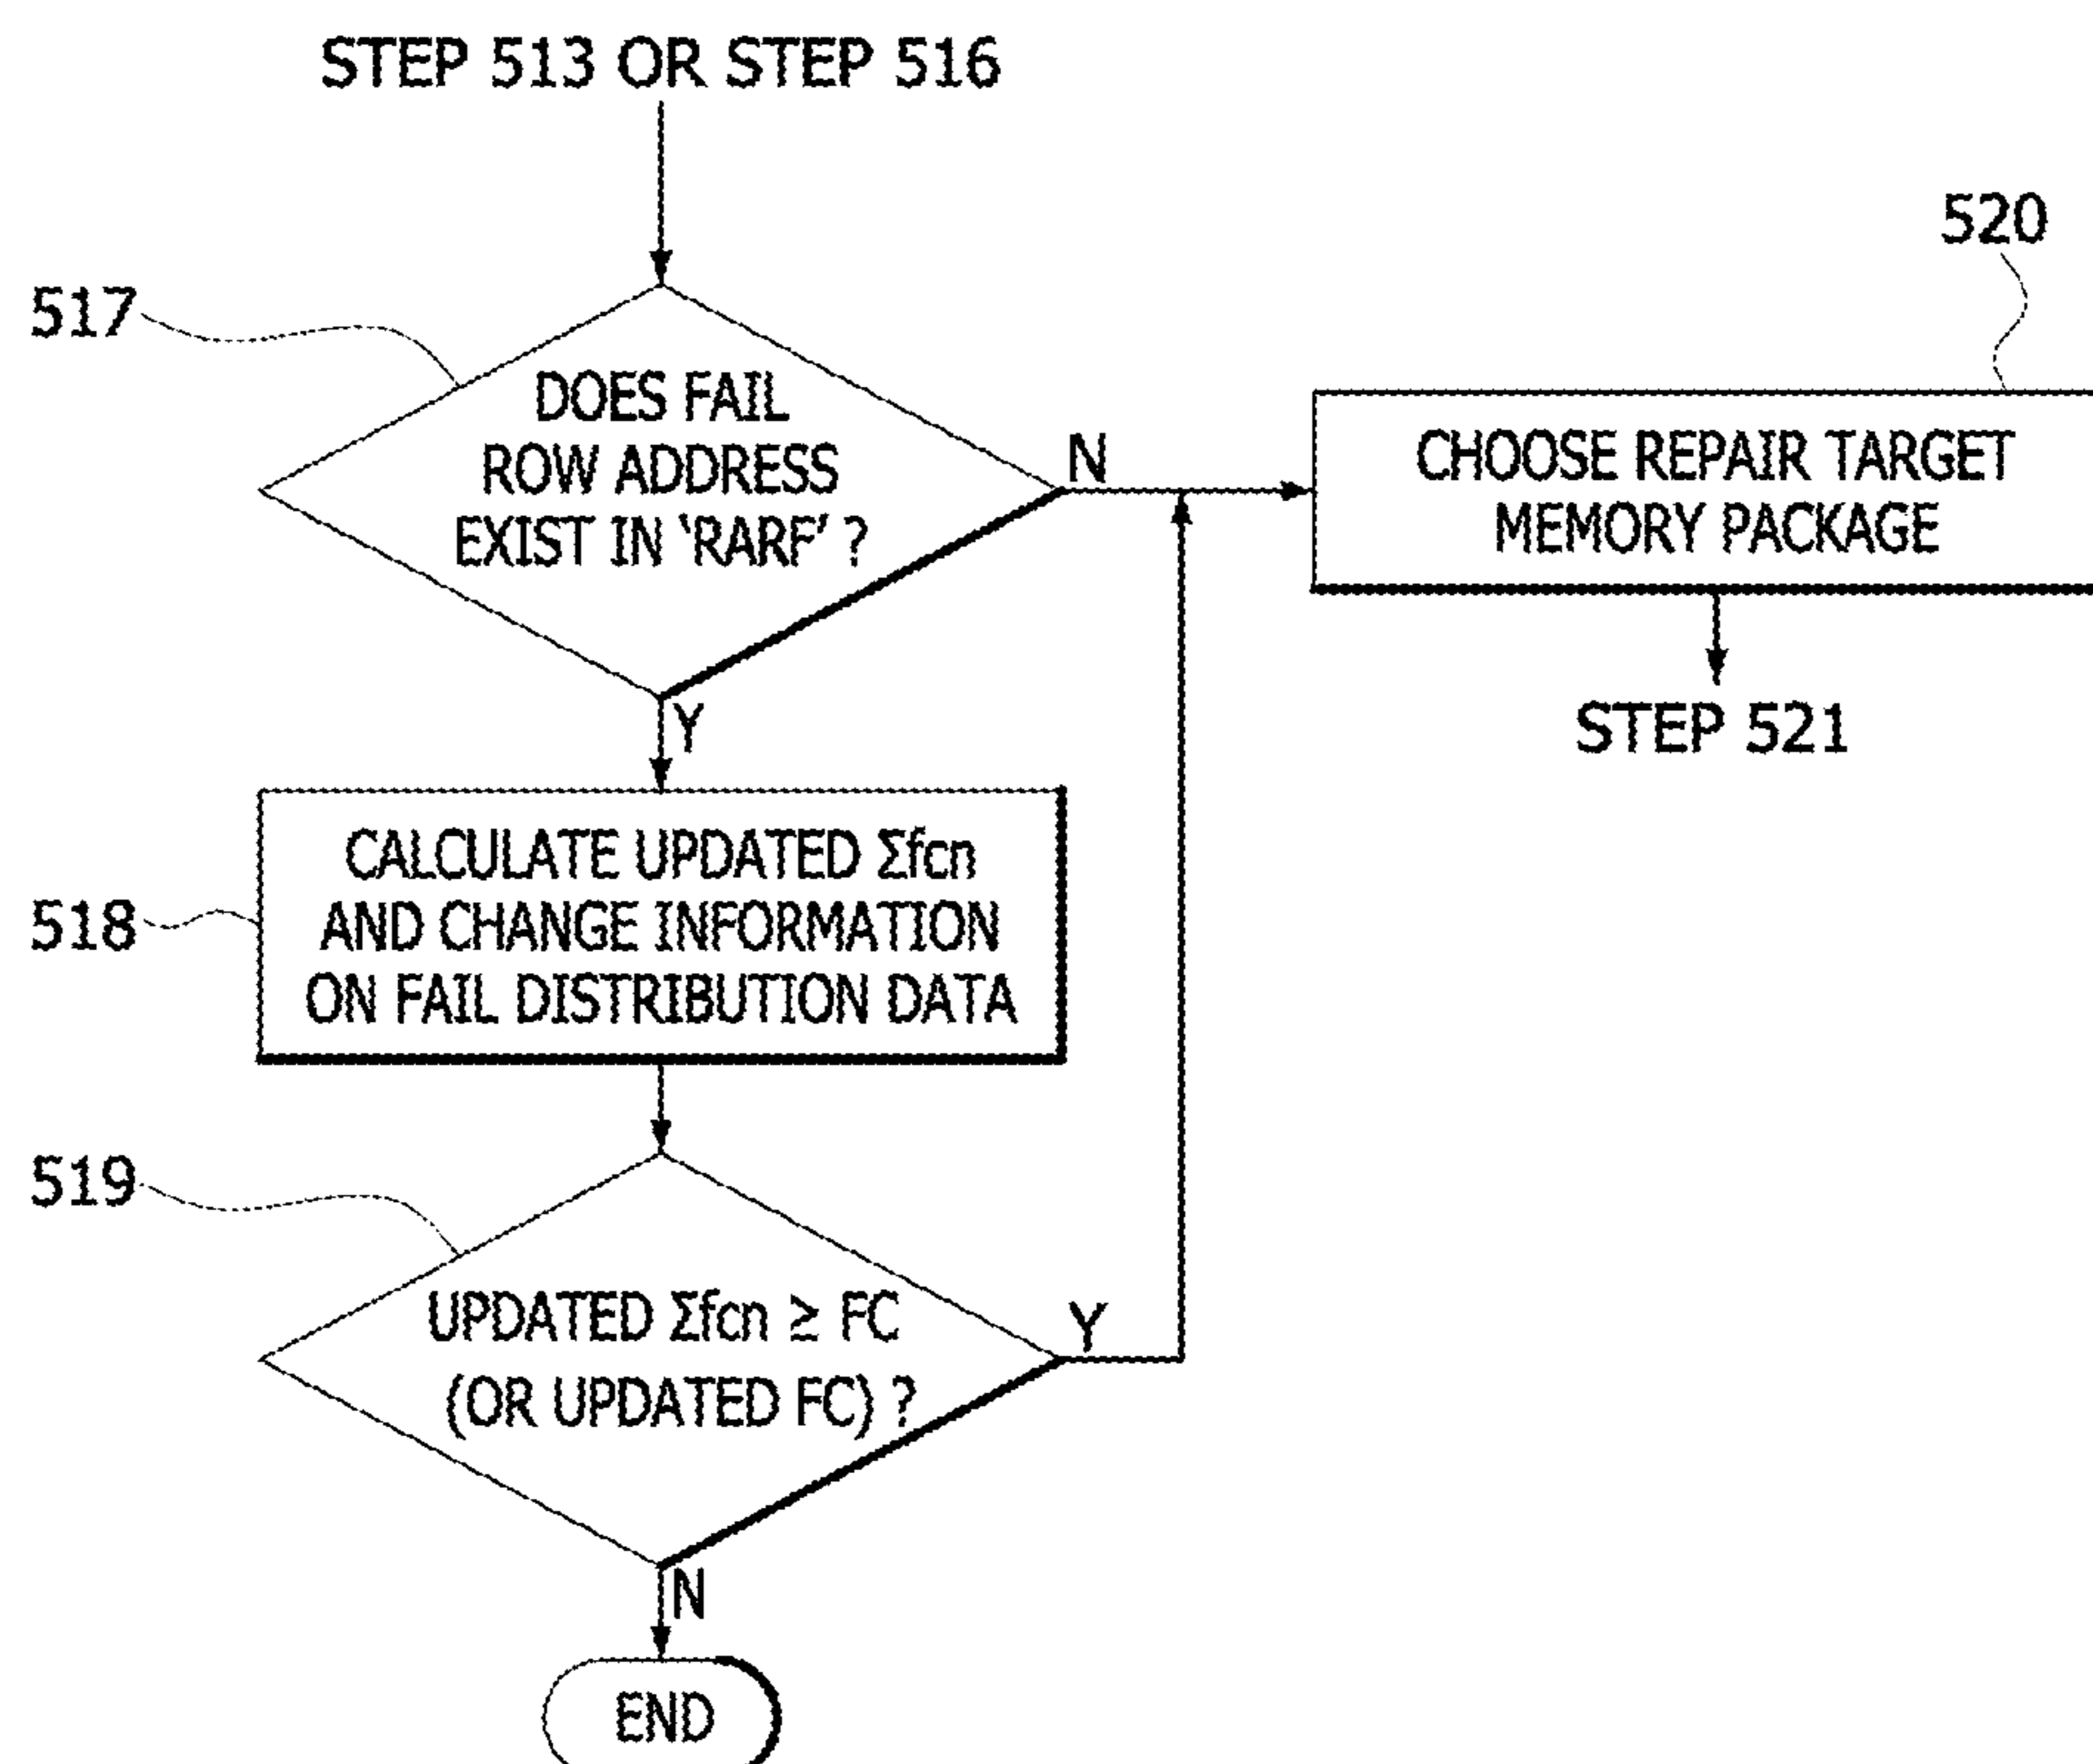 STEP 513 OR STEP 516
520
517
DOES FAIL
ROW ADDRESS
EXIST IN ‘RARF’ ?
N
CHOOSE REPAIR TARGET
MEMORY PACKAGE
Y
STEP 521
518
CALCULATE UPDATED Σfcn
AND CHANGE INFORMATION
ON FAIL DISTRIBUTION DATA
519
UPDATED Σfcn ≥ FC
(OR UPDATED FC) ?
Y
N
END